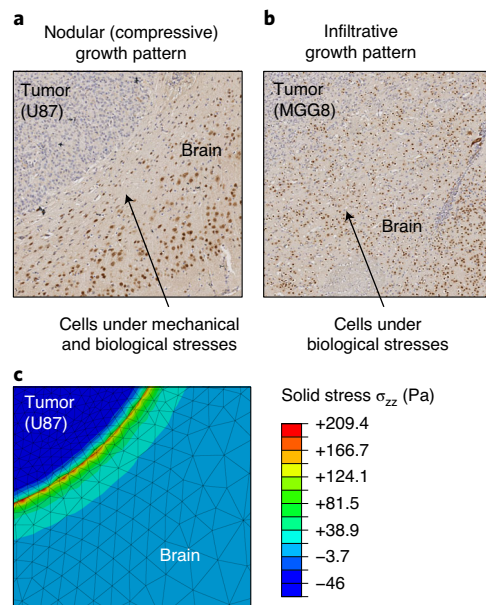 a
Nodular (compressive)
growth pattern
Tumor
(U87)
Brain
Cells under mechanical
and biological stresses
b
Infiltrative
growth pattern
Tumor
(MGG8)
Brain
Cells under
biological stresses
c
Tumor
(U87)
Brain
Solid stress σzz (Pa)
+209.4
+166.7
+124.1
+81.5
+38.9
−3.7
−46